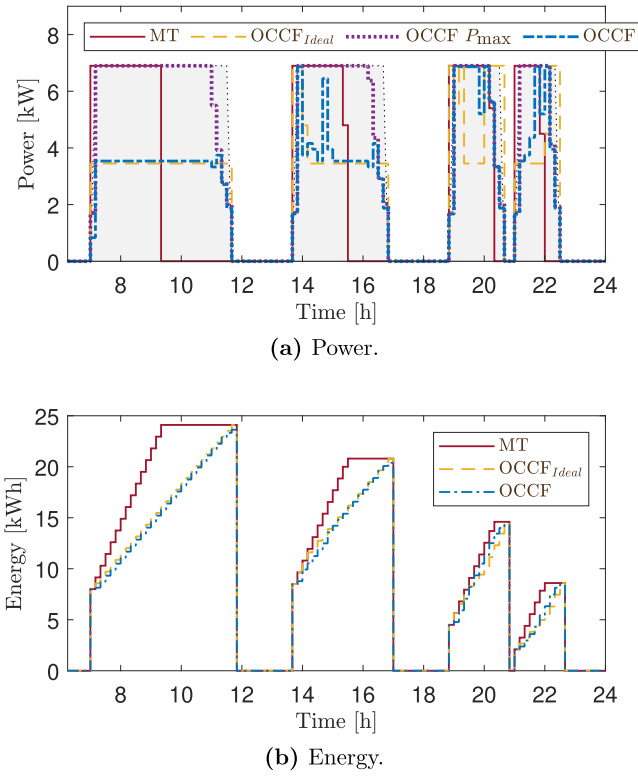 MT OCCF_Ideal OCCF P_max OCCF
8
6
4
2
0
Power [kW]
8 10 12 14 16 18 20 22 24
Time [h]
(a) Power.
25
20
15
10
5
0
Energy [kWh]
MT
OCCF_Ideal
OCCF
8 10 12 14 16 18 20 22 24
Time [h]
(b) Energy.